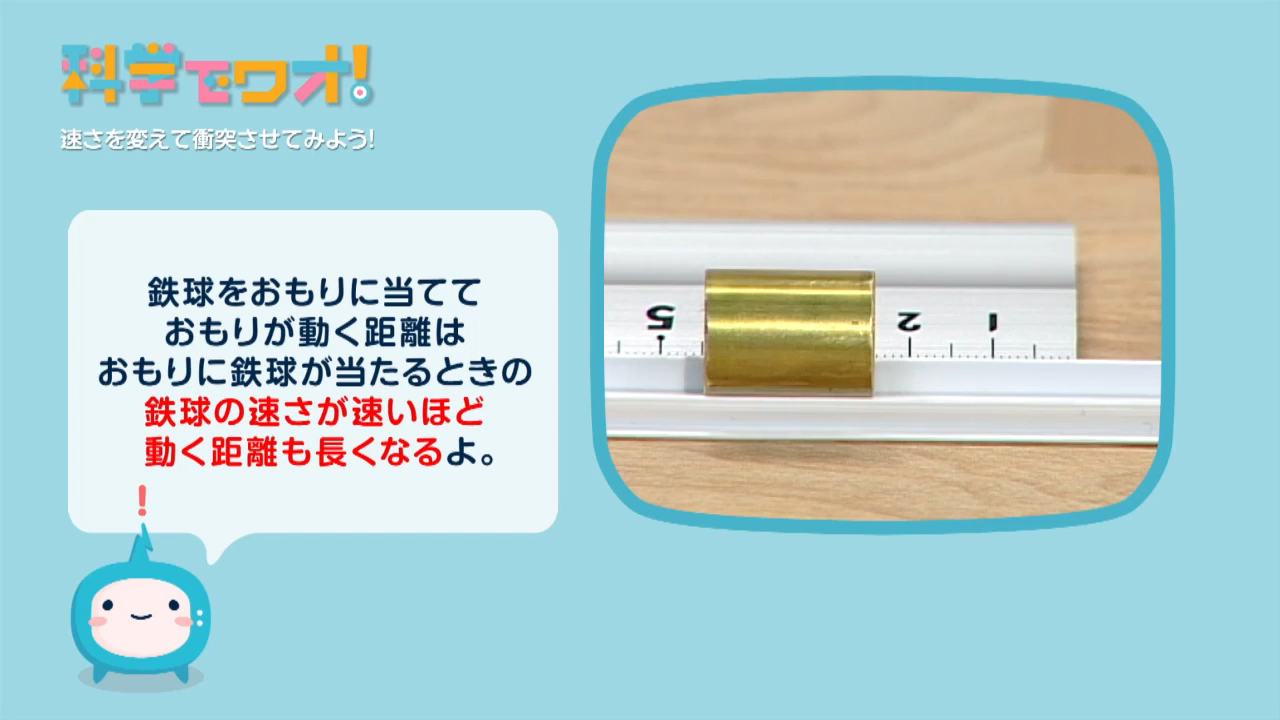 科学でワオ!
速さを変えて衝突させてみよう!
鉄球をおもりに当てて
おもりが動く距離は
おもりに鉄球が当たるときの
鉄球の速さが速いほど
動く距離も長くなるよ。
!
5 2 1